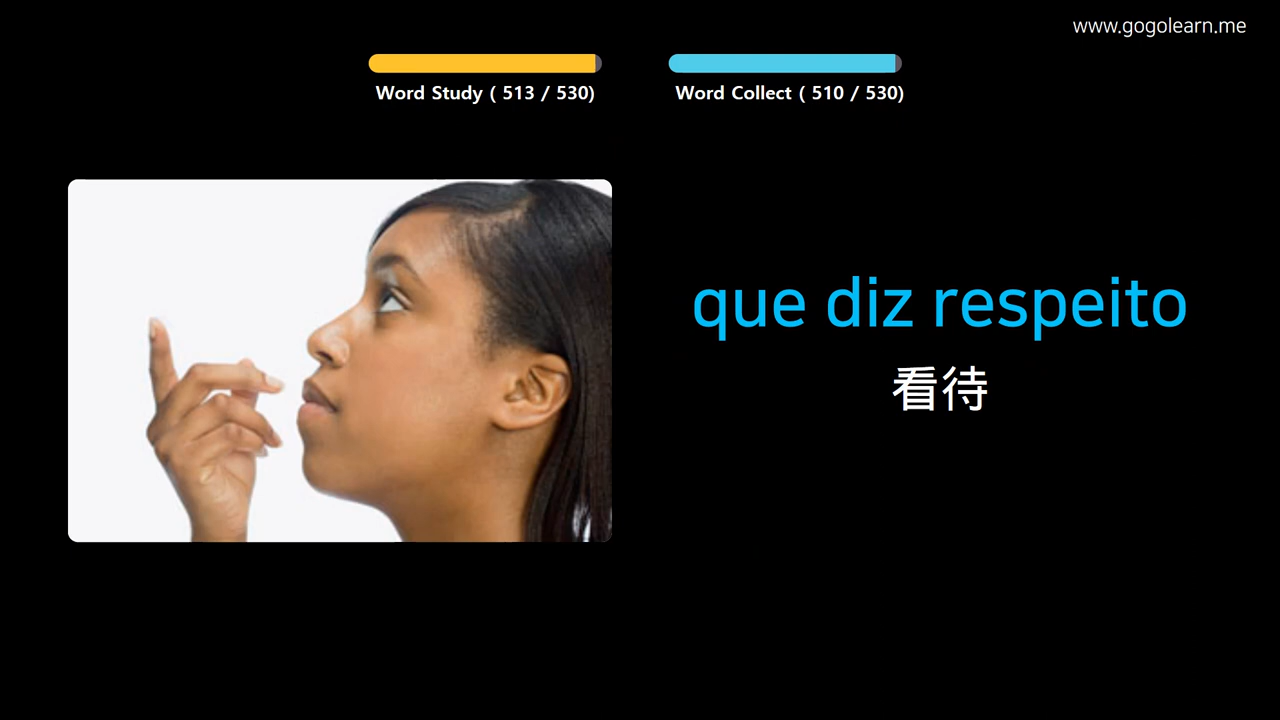 www.gogolearn.me
Word Study ( 513 / 530)
Word Collect ( 510 / 530)
que diz respeito
看待